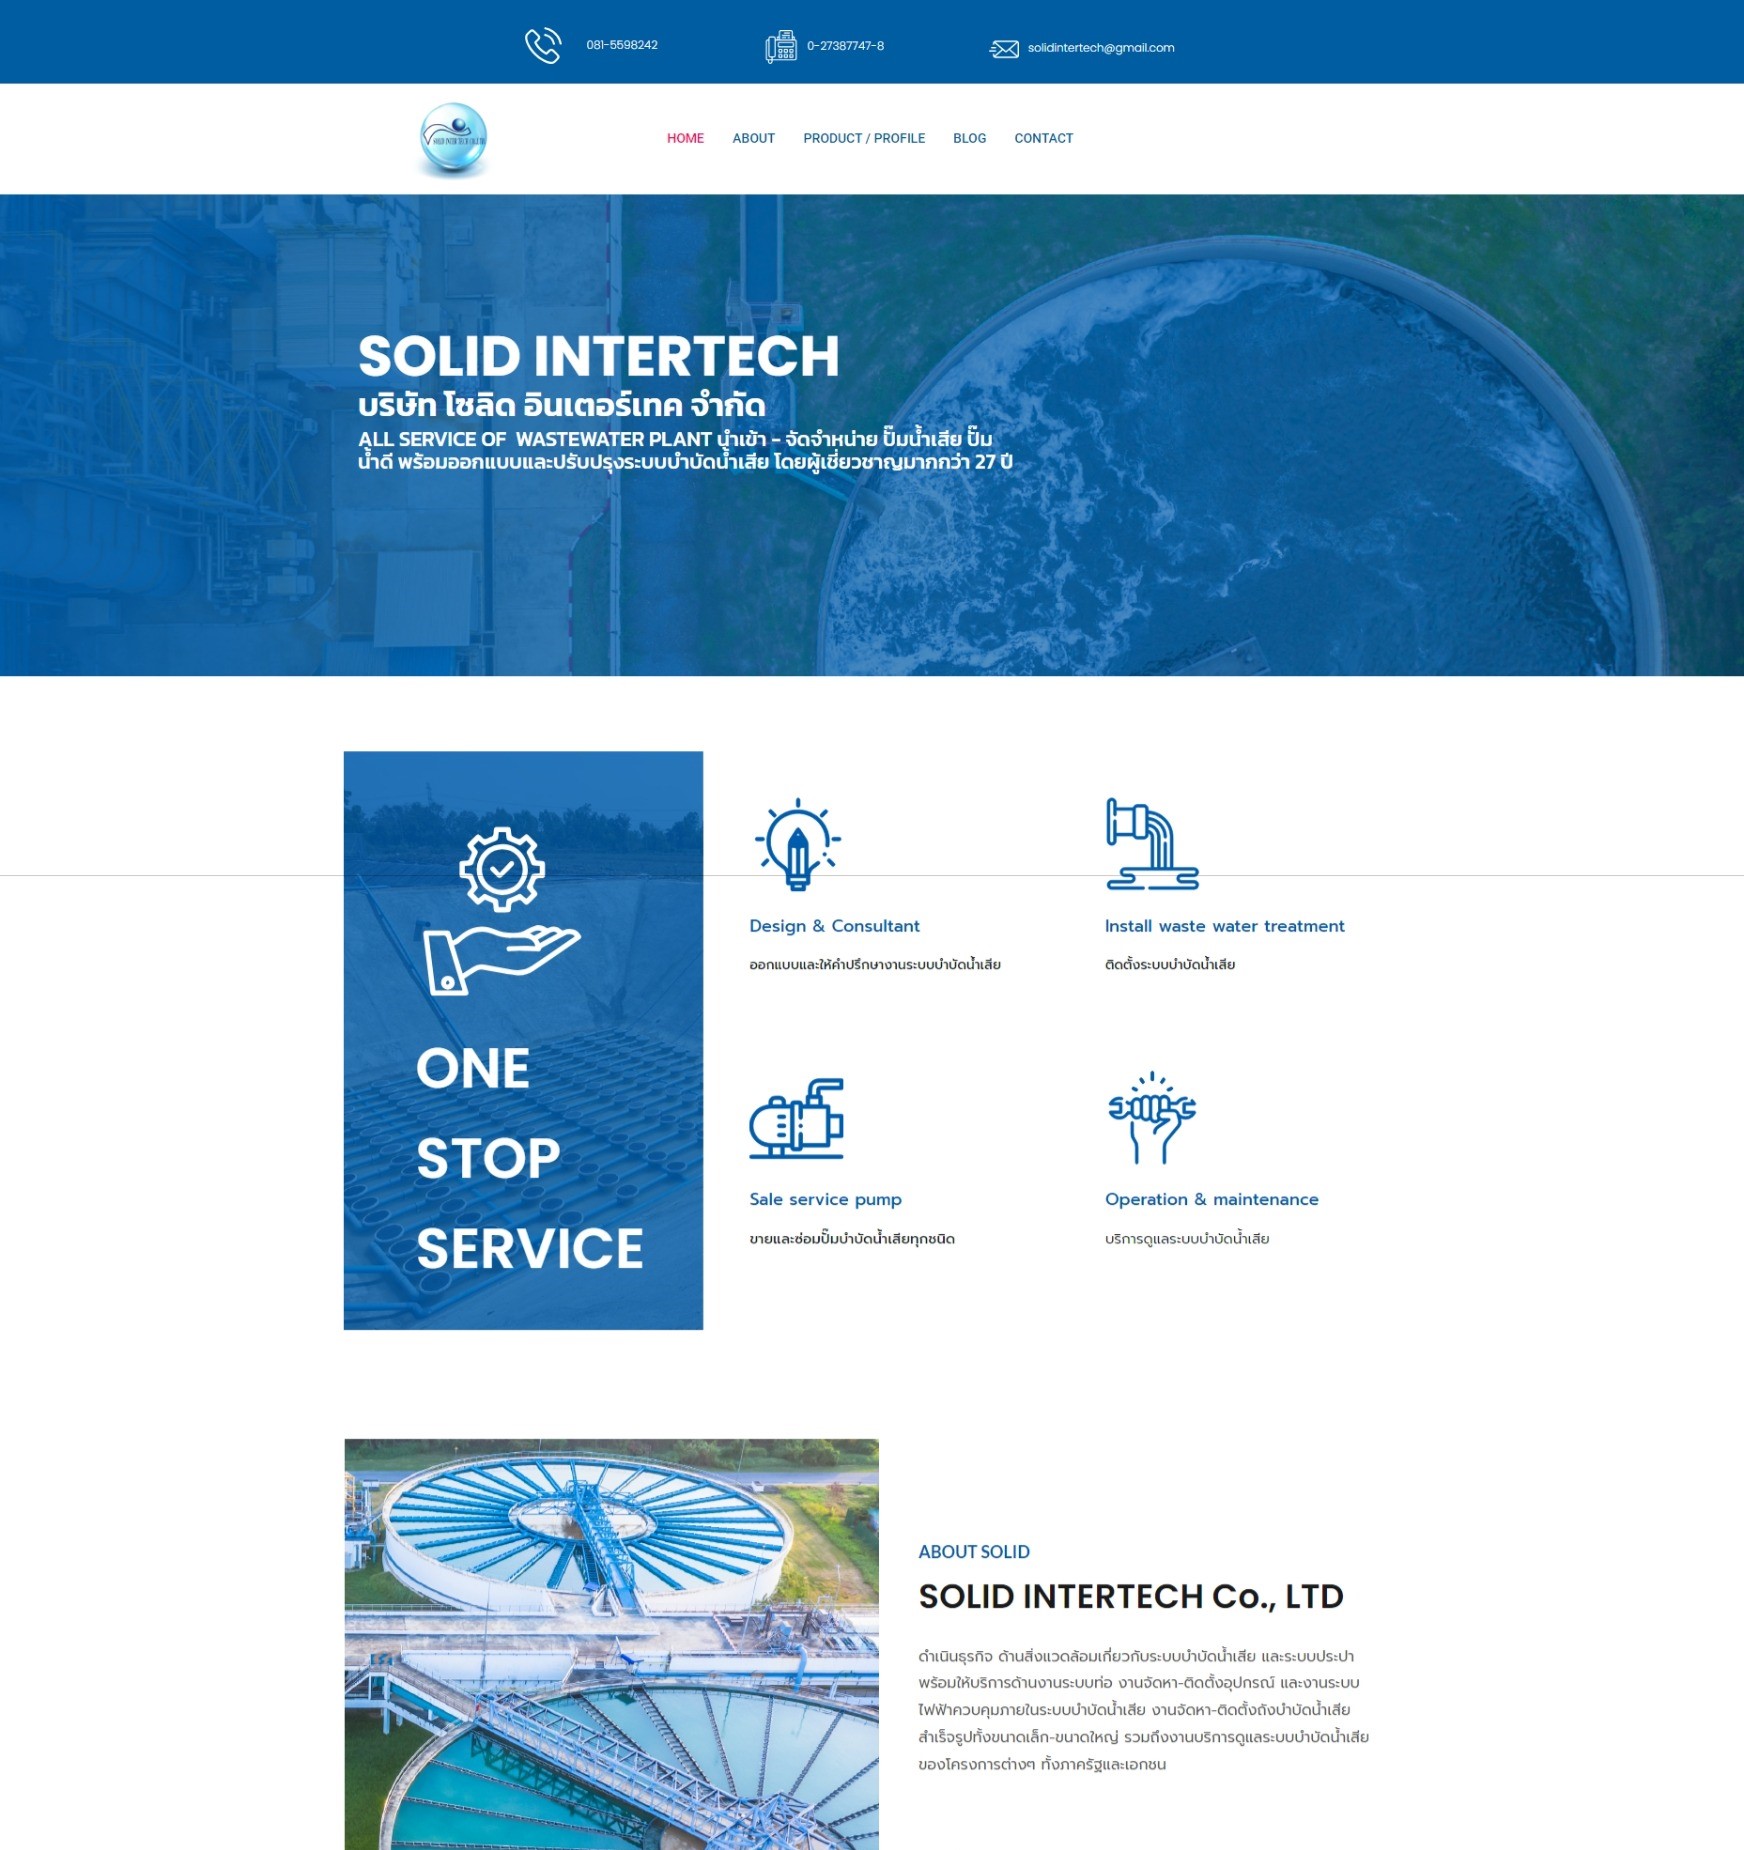 081-5598242
0-27387747-8
solidintertech@gmail.com
SOLID INTER TECH CO.,LTD
HOME
ABOUT
PRODUCT / PROFILE
BLOG
CONTACT
SOLID INTERTECH
บริษัท โซลิด อินเตอร์เทค จำกัด
ALL SERVICE OF WASTEWATER PLANT นำเข้า - จัดจำหน่าย ปั๊มน้ำเสีย ปั๊ม
น้ำดี พร้อมออกแบบและปรับปรุงระบบบำบัดน้ำเสีย โดยผู้เชี่ยวชาญมากกว่า 27 ปี
ONE
STOP
SERVICE
Design & Consultant
ออกแบบและให้คำปรึกษางานระบบบำบัดน้ำเสีย
Install waste water treatment
ติดตั้งระบบบำบัดน้ำเสีย
Sale service pump
ขายและซ่อมปั๊มบำบัดน้ำเสียทุกชนิด
Operation & maintenance
บริการดูแลระบบบำบัดน้ำเสีย
ABOUT SOLID
SOLID INTERTECH Co., LTD
ดำเนินธุรกิจ ด้านสิ่งแวดล้อมเกี่ยวกับระบบบำบัดน้ำเสีย และระบบประปา
พร้อมให้บริการด้านงานระบบท่อ งานจัดหา-ติดตั้งอุปกรณ์ และงานระบบ
ไฟฟ้าควบคุมภายในระบบบำบัดน้ำเสีย งานจัดหา-ติดตั้งถังบำบัดน้ำเสีย
สำเร็จรูปทั้งขนาดเล็ก-ขนาดใหญ่ รวมถึงงานบริการดูแลระบบบำบัดน้ำเสีย
ของโครงการต่างๆ ทั้งภาครัฐและเอกชน